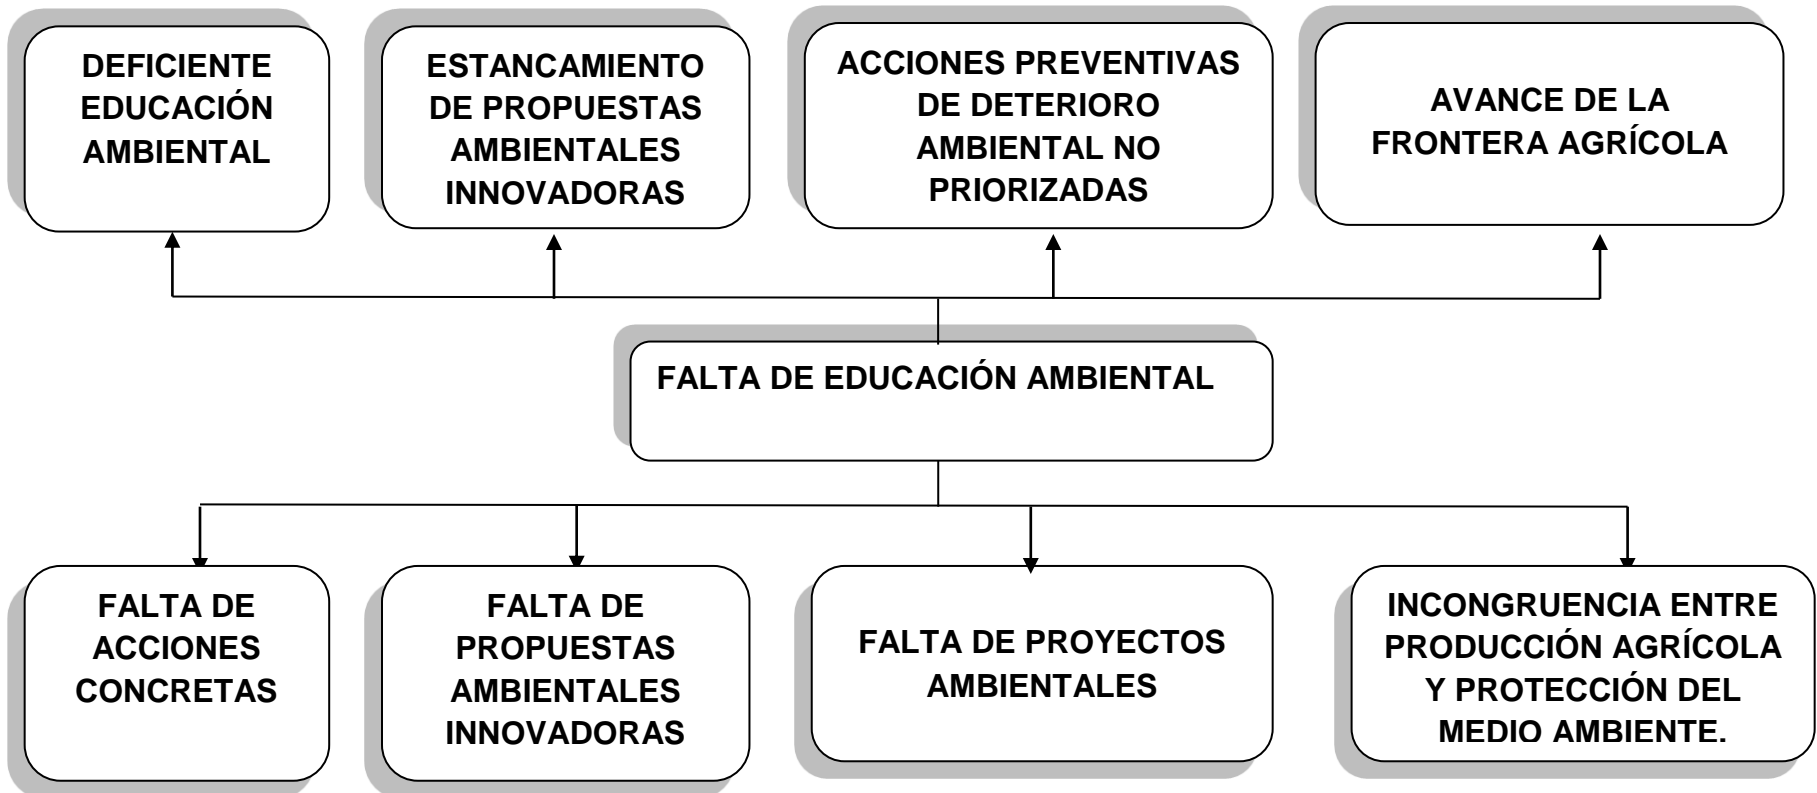 DEFICIENTE
EDUCACIÓN
AMBIENTAL
ESTANCAMIENTO
DE PROPUESTAS
AMBIENTALES
INNOVADORAS
ACCIONES PREVENTIVAS
DE DETERIORO
AMBIENTAL NO
PRIORIZADAS
AVANCE DE LA
FRONTERA AGRÍCOLA
FALTA DE EDUCACIÓN AMBIENTAL
FALTA DE
ACCIONES
CONCRETAS
FALTA DE
PROPUESTAS
AMBIENTALES
INNOVADORAS
FALTA DE PROYECTOS
AMBIENTALES
INCONGRUENCIA ENTRE
PRODUCCIÓN AGRÍCOLA
Y PROTECCIÓN DEL
MEDIO AMBIENTE.